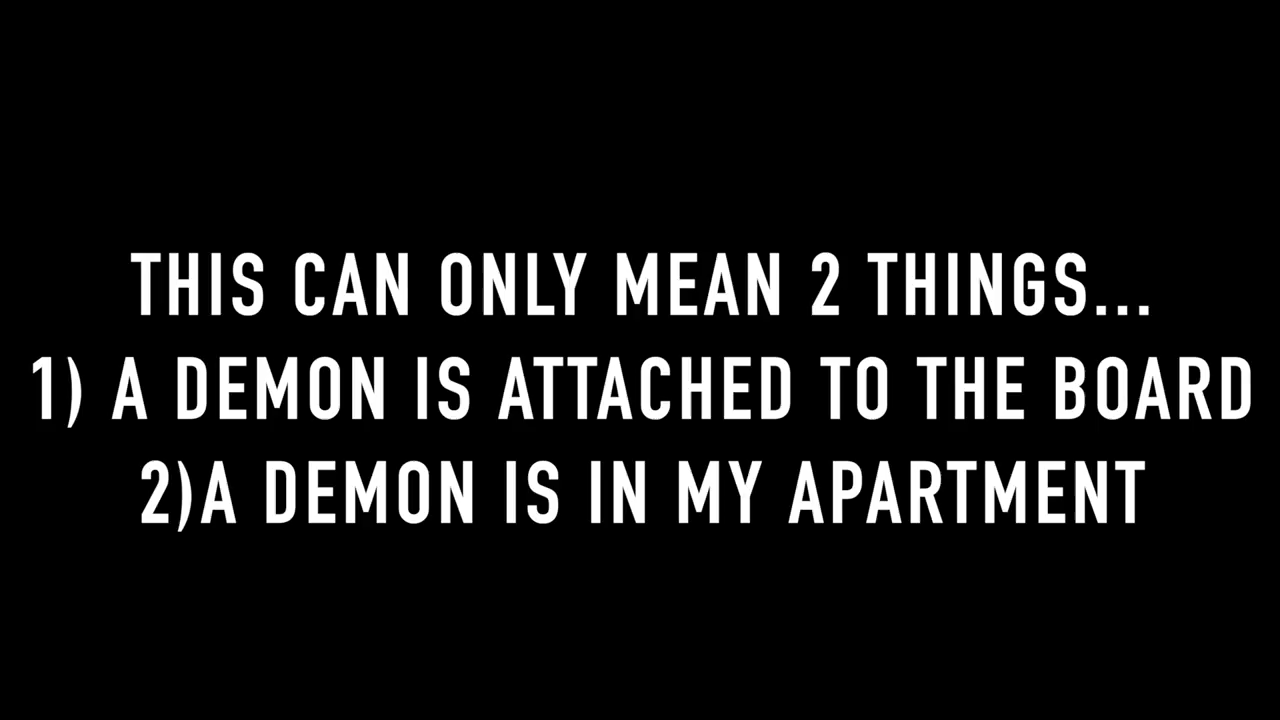 THIS CAN ONLY MEAN 2 THINGS...
1) A DEMON IS ATTACHED TO THE BOARD
2)A DEMON IS IN MY APARTMENT